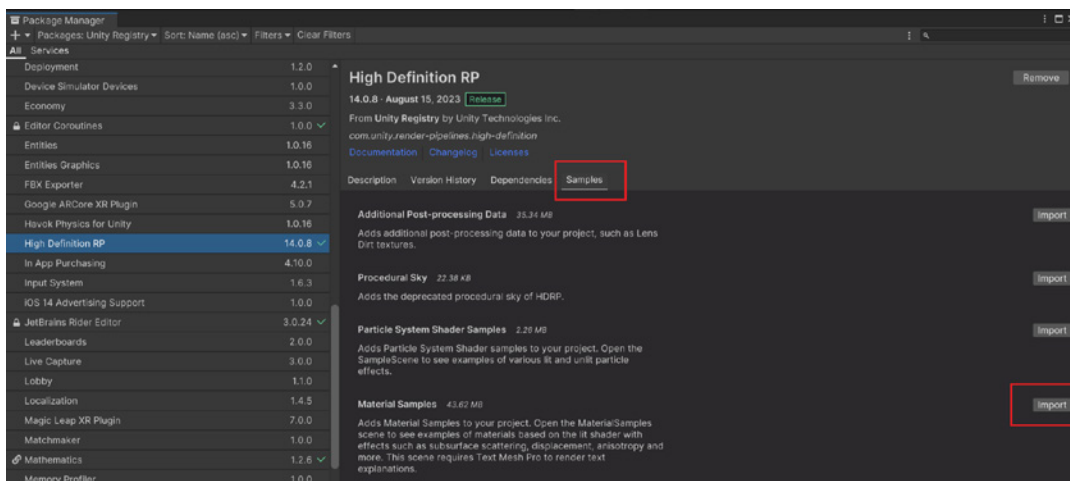 Package Manager
+ Packages: Unity Registry Sort: Name (asc) Filters Clear Filters
All Services
Deployment 1.2.0
Device Simulator Devices 1.0.0
Economy 3.3.0
Editor Coroutines 1.0.0
Entities 1.0.16
Entities Graphics 1.0.16
FBX Exporter 4.2.1
Google ARCore XR Plugin 5.0.7
Havok Physics for Unity 1.0.16
High Definition RP 14.0.8
In App Purchasing 4.10.0
Input System 1.6.3
iOS 14 Advertising Support 1.0.0
JetBrains Rider Editor 3.0.24
Leaderboards 2.0.0
Live Capture 3.0.0
Lobby 1.1.0
Localization 1.4.5
Magic Leap XR Plugin 7.0.0
Matchmaker 1.0.0
Mathematics 1.2.6
Memory Profiler 1.0.0
High Definition RP
Remove
14.0.8 · August 15, 2023 Release
From Unity Registry by Unity Technologies Inc.
com.unity.render-pipelines.high-definition
Documentation Changelog Licenses
Description Version History Dependencies Samples
Additional Post-processing Data 35.34 MB
Import
Adds additional post-processing data to your project, such as Lens
Dirt textures.
Procedural Sky 22.38 KB
Import
Adds the deprecated procedural sky of HDRP.
Particle System Shader Samples 2.28 MB
Import
Adds Particle System Shader samples to your project. Open the
SampleScene to see examples of various lit and unlit particle
effects.
Material Samples 43.62 MB
Import
Adds Material Samples to your project. Open the MaterialSamples
scene to see examples of materials based on the lit shader with
effects such as subsurface scattering, displacement, anisotropy and
more. This scene requires Text Mesh Pro to render text
explanations.